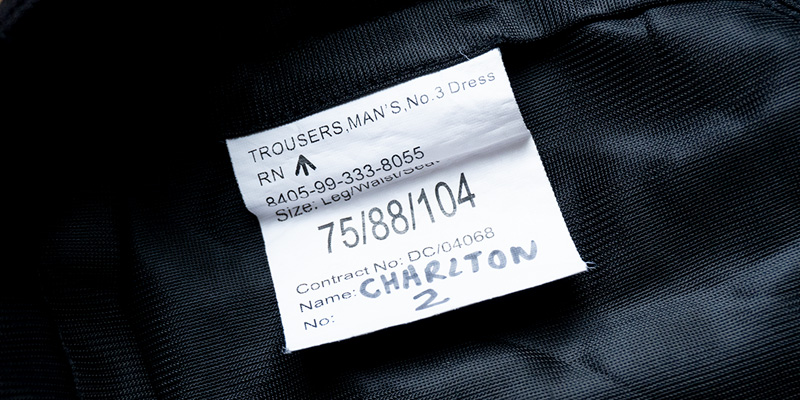 TROUSERS,MAN'S,No.3 Dress
RN
8405-99-333-8055
Size: Leg/Waist/Seat
75/88/104
Contract No: DC/04068
Name: CHARLTON
No: 2